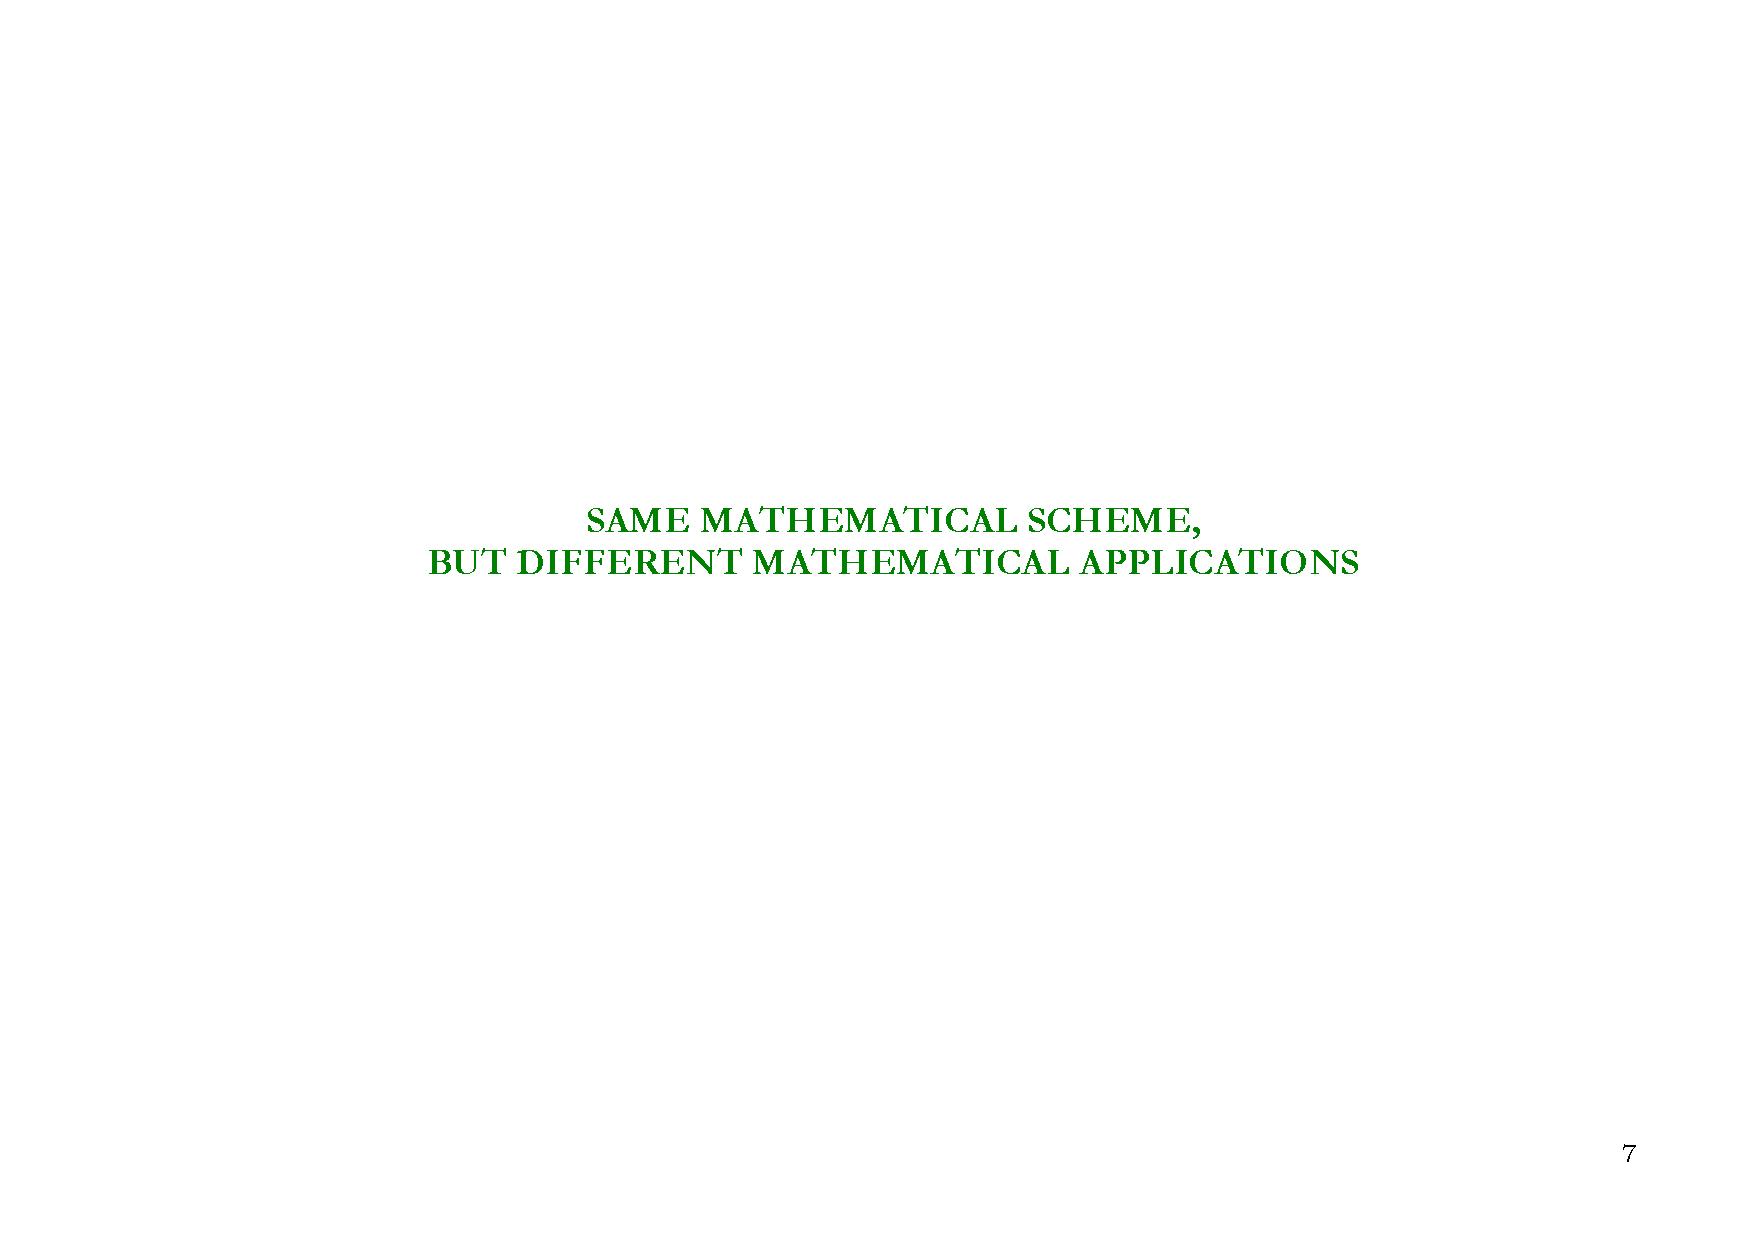 SAME MATHEMATICAL SCHEME,
BUT DIFFERENT MATHEMATICAL APPLICATIONS
7